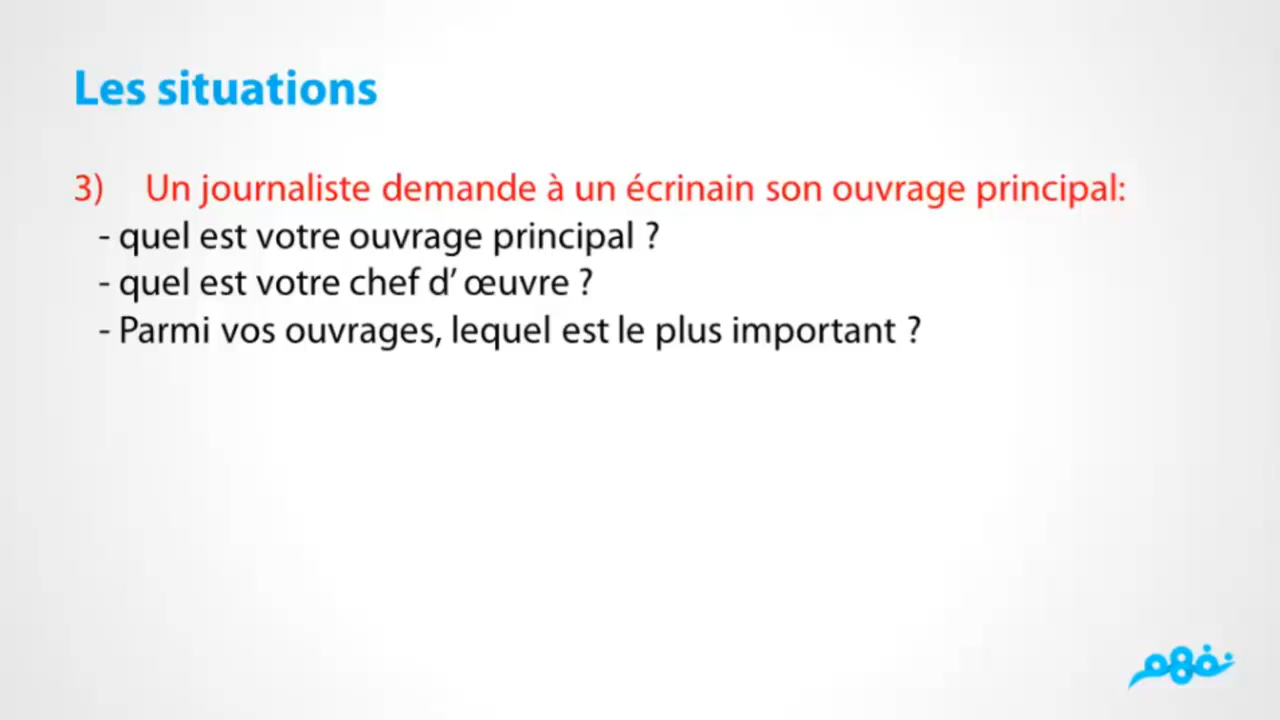 Les situations
3) Un journaliste demande à un écrinain son ouvrage principal:
- quel est votre ouvrage principal ?
- quel est votre chef d’ œuvre ?
- Parmi vos ouvrages, lequel est le plus important ?
نفهم